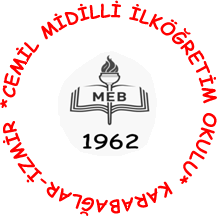 *CEMİL MİDİLLİ İLKÖĞRETİM OKULU* KARABAĞLAR-İZMİR
MEB
1962